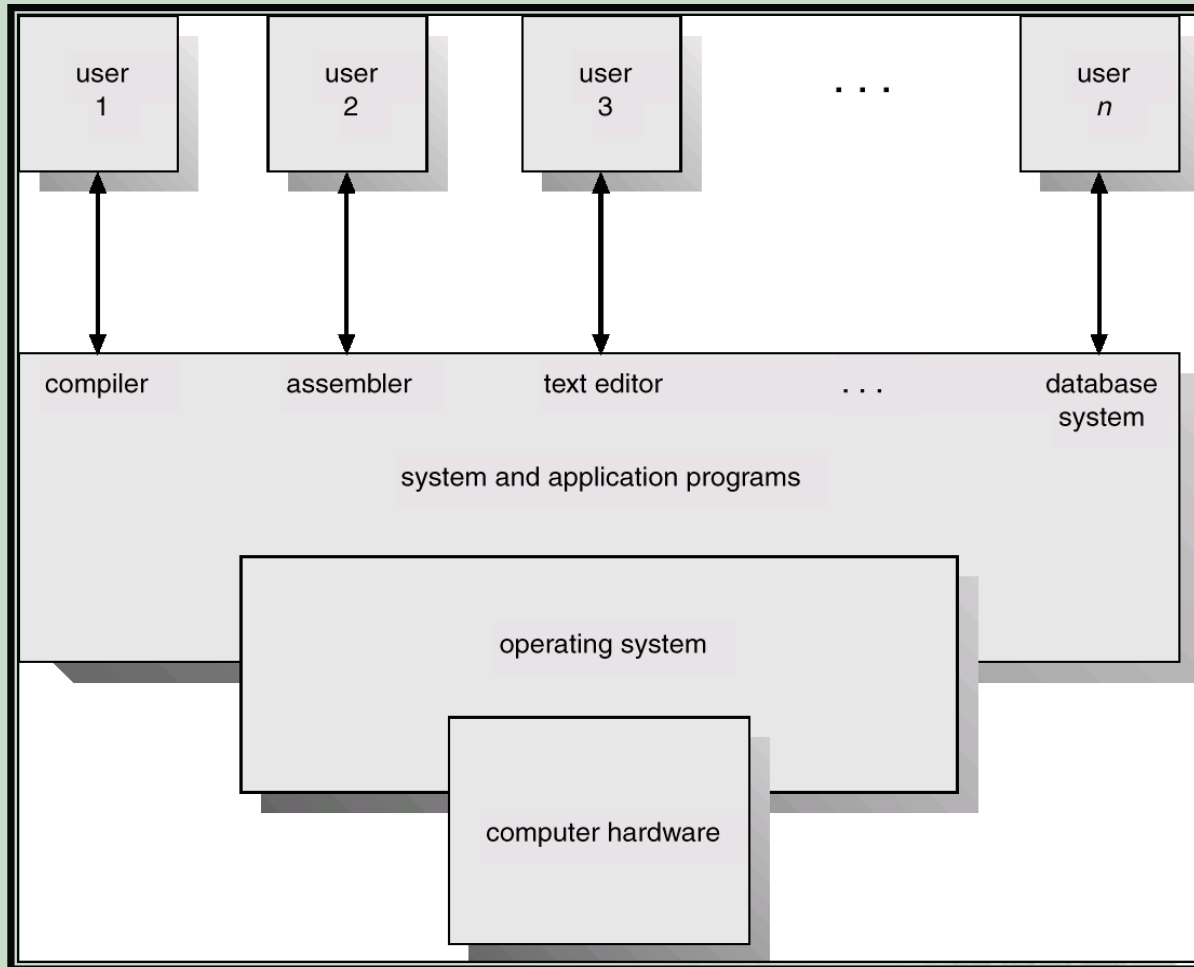 user
1
user
2
user
3
. . .
user
n
compiler
assembler
text editor
. . .
database
system
system and application programs
operating system
computer hardware